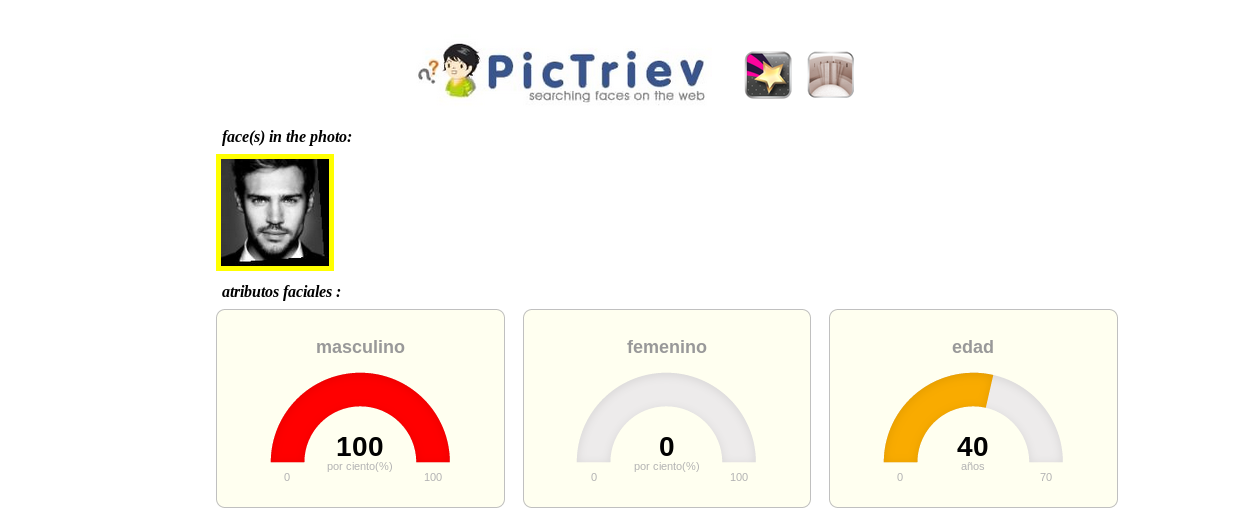 PicTriev
searching faces on the web
face(s) in the photo:
atributos faciales :
masculino
100
por ciento(%)
0 100
femenino
0
por ciento(%)
0 100
edad
40
años
0 70